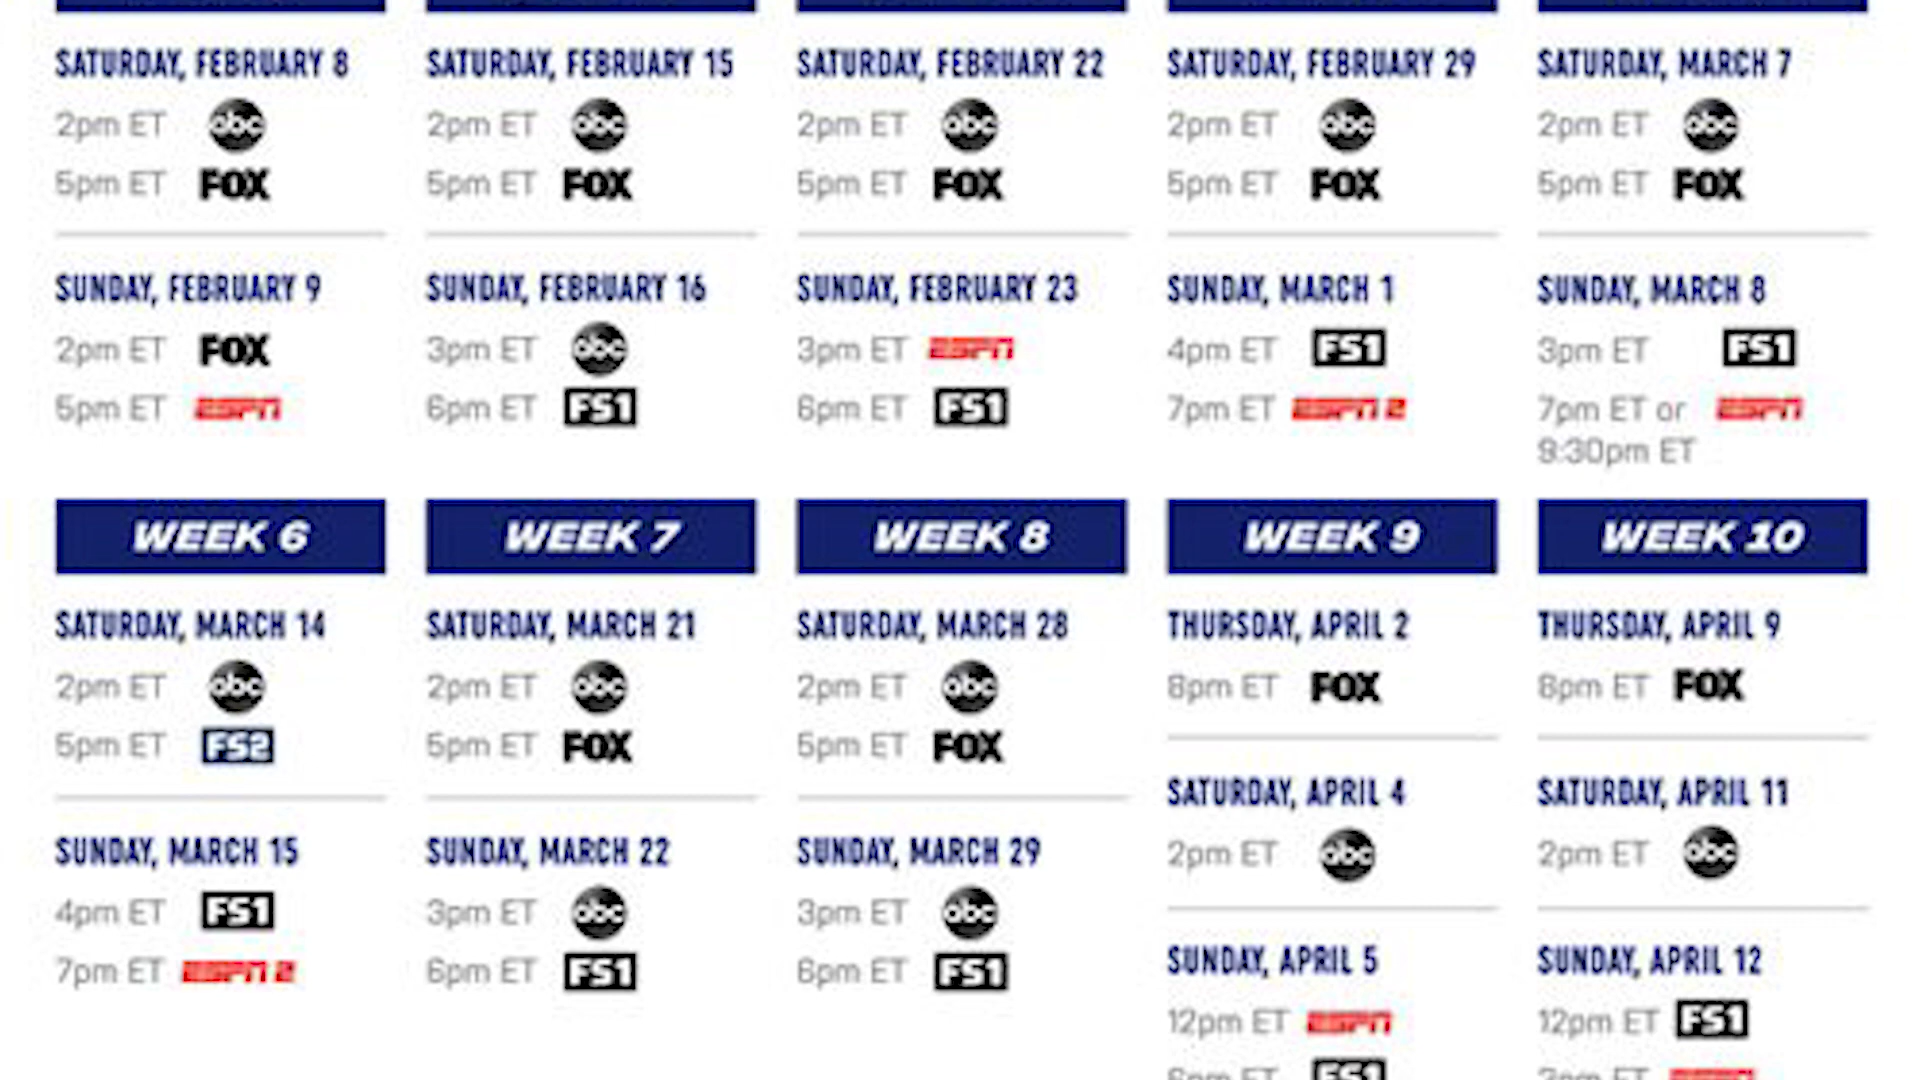 SATURDAY, FEBRUARY 8
2pm ET abc
5pm ET FOX
SUNDAY, FEBRUARY 9
2pm ET FOX
5pm ET ESPN
SATURDAY, FEBRUARY 15
2pm ET abc
5pm ET FOX
SUNDAY, FEBRUARY 16
3pm ET abc
6pm ET FS1
SATURDAY, FEBRUARY 22
2pm ET abc
5pm ET FOX
SUNDAY, FEBRUARY 23
3pm ET ESPN
6pm ET FS1
SATURDAY, FEBRUARY 29
2pm ET abc
5pm ET FOX
SUNDAY, MARCH 1
4pm ET FS1
7pm ET ESPN 2
SATURDAY, MARCH 7
2pm ET abc
5pm ET FOX
SUNDAY, MARCH 8
3pm ET FS1
7pm ET or ESPN
9:30pm ET
WEEK 6
SATURDAY, MARCH 14
2pm ET abc
5pm ET FS2
SUNDAY, MARCH 15
4pm ET FS1
7pm ET ESPN 2
WEEK 7
SATURDAY, MARCH 21
2pm ET abc
5pm ET FOX
SUNDAY, MARCH 22
3pm ET abc
6pm ET FS1
WEEK 8
SATURDAY, MARCH 28
2pm ET abc
5pm ET FOX
SUNDAY, MARCH 29
3pm ET abc
6pm ET FS1
WEEK 9
THURSDAY, APRIL 2
8pm ET FOX
SATURDAY, APRIL 4
2pm ET abc
SUNDAY, APRIL 5
12pm ET ESPN
FS1
WEEK 10
THURSDAY, APRIL 9
8pm ET FOX
SATURDAY, APRIL 11
2pm ET abc
SUNDAY, APRIL 12
12pm ET FS1